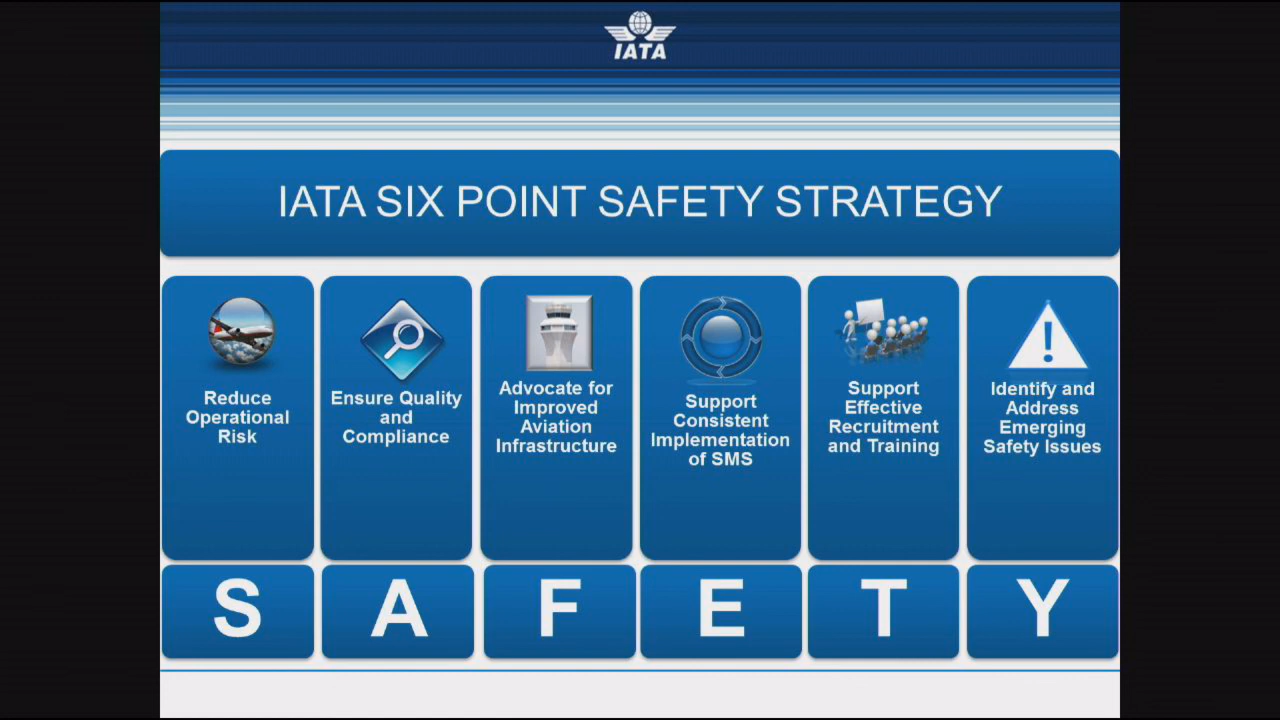 IATA
IATA SIX POINT SAFETY STRATEGY
Reduce
Operational
Risk
Ensure Quality
and
Compliance
Advocate for
Improved
Aviation
Infrastructure
Support
Consistent
Implementation
of SMS
Support
Effective
Recruitment
and Training
Identify and
Address
Emerging
Safety Issues
S A F E T Y